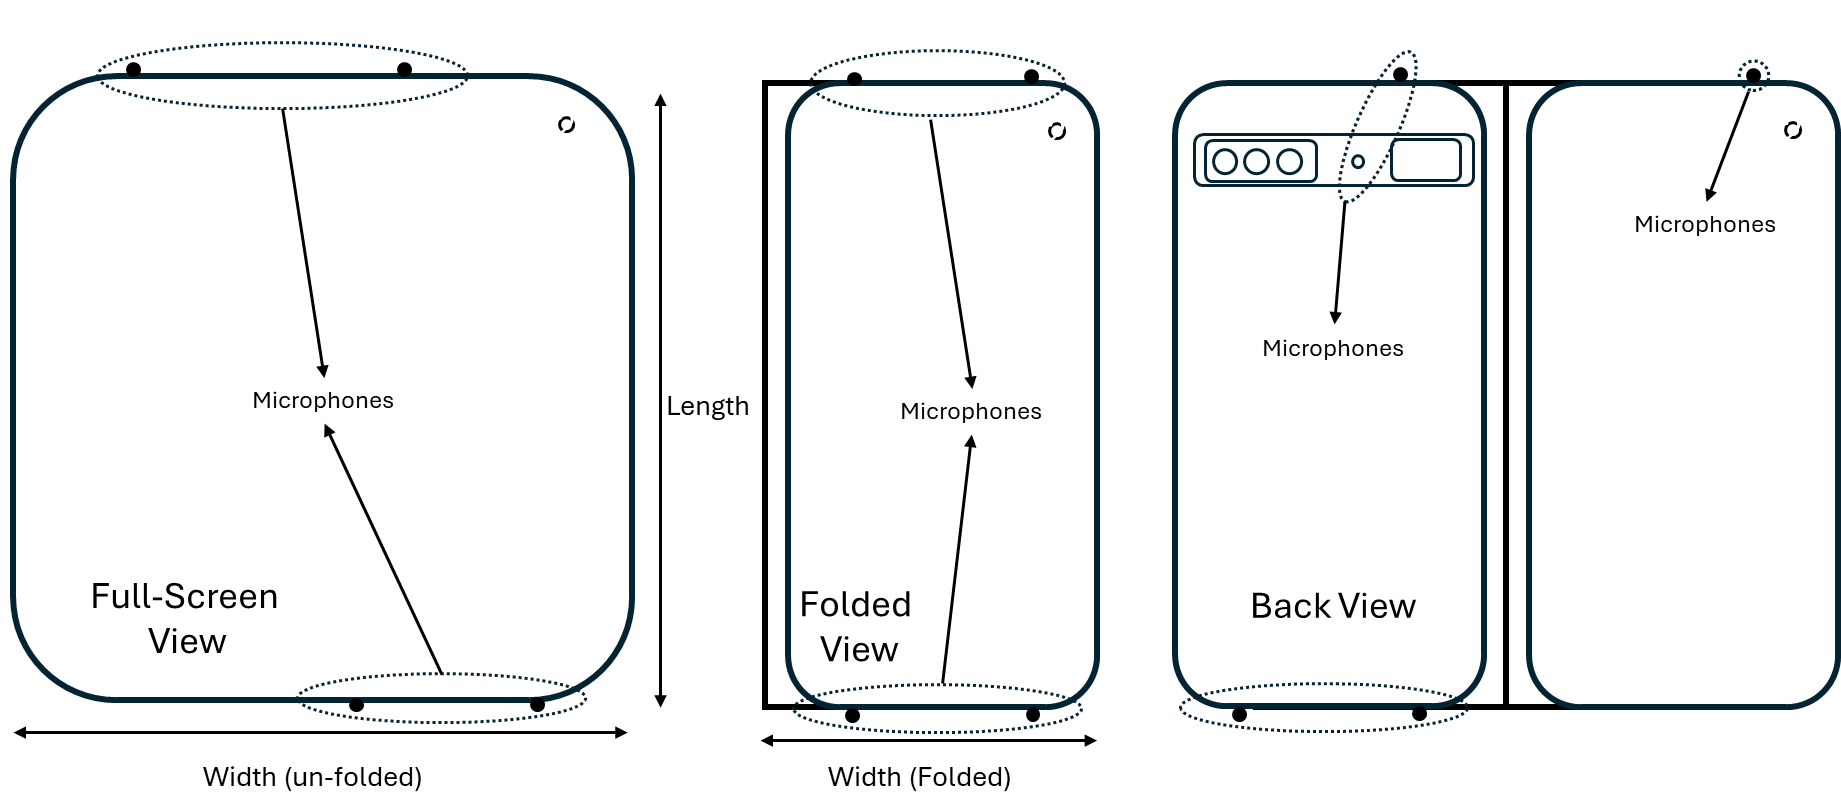 Microphones
Full-Screen
View
Width (un-folded)
Length
Microphones
Folded
View
Width (Folded)
Microphones
Back View
Microphones